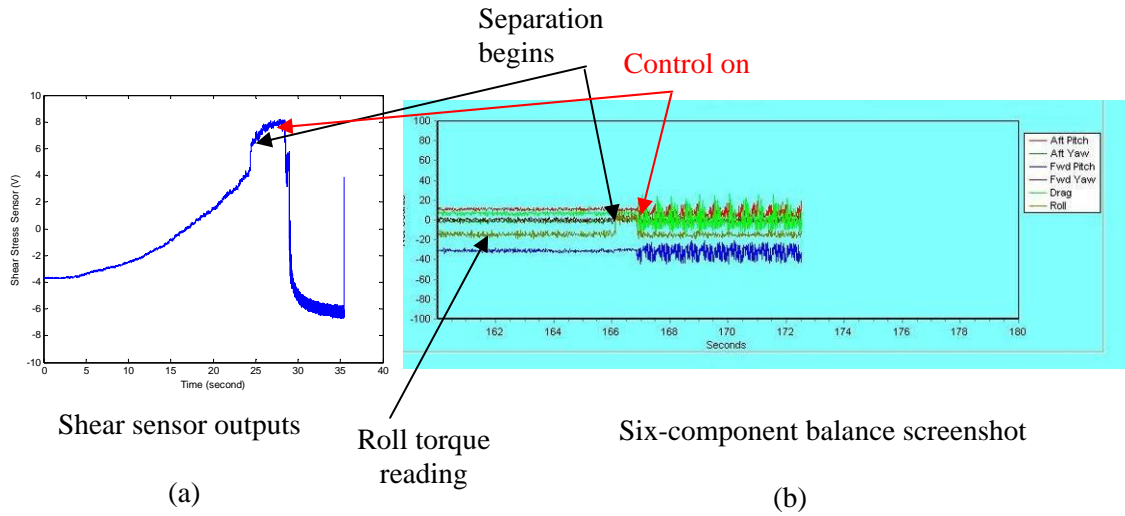 Separation
begins
Control on
10
8
6
4
2
0
-2
-4
-6
-8
-10
Shear Stress Sensor (V)
0
5
10
15
20
25
30
35
40
Time (second)
100
80
60
40
20
0
-20
-40
-60
-80
-100
162
164
166
168
170
172
174
176
178
180
Seconds
Aft Pitch
Aft Yaw
Fwd Pitch
Fwd Yaw
Drag
Roll
Shear sensor outputs
Roll torque
reading
Six-component balance screenshot
(a)
(b)